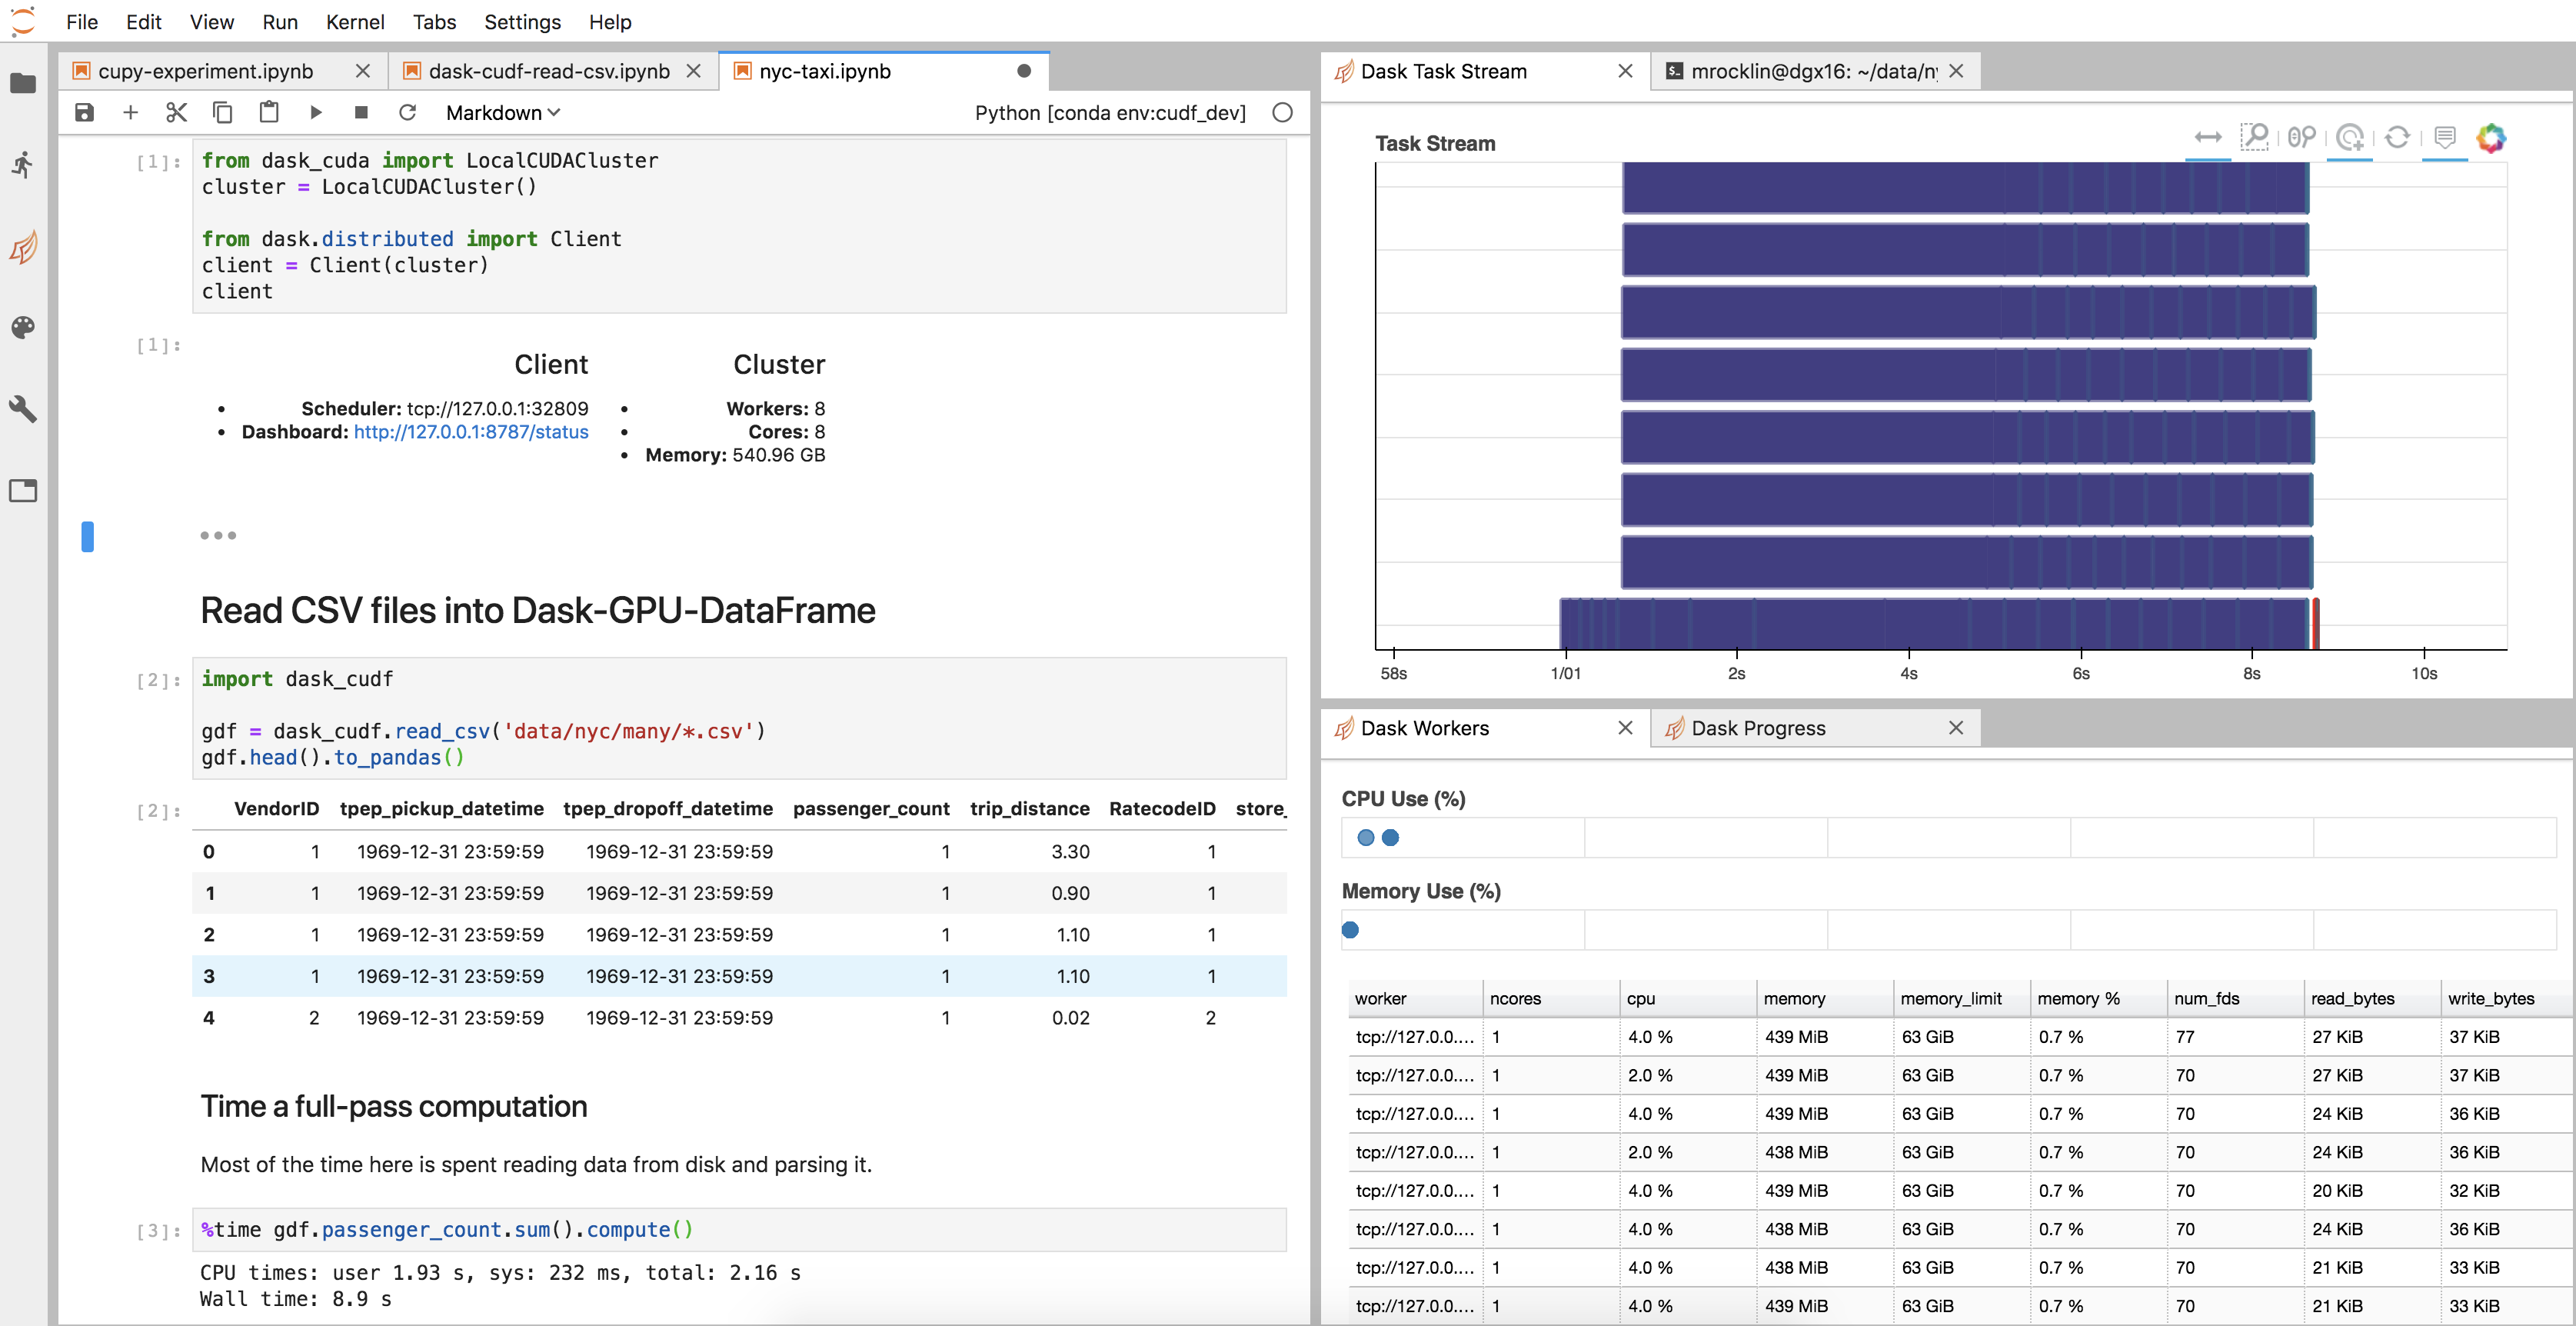 File Edit View Run Kernel Tabs Settings Help
cupy-experiment.ipynb dask-cudf-read-csv.ipynb nyc-taxi.ipynb
Markdown Python [conda env:cudf_dev]
[1]: from dask_cuda import LocalCUDACluster
cluster = LocalCUDACluster()
from dask.distributed import Client
client = Client(cluster)
client
[1]:
Client Cluster
• Scheduler: tcp://127.0.0.1:32809 • Workers: 8
• Dashboard: http://127.0.0.1:8787/status • Cores: 8
• Memory: 540.96 GB
•••
Read CSV files into Dask-GPU-DataFrame
[2]: import dask_cudf
gdf = dask_cudf.read_csv('data/nyc/many/*.csv')
gdf.head().to_pandas()
[2]: VendorID tpep_pickup_datetime tpep_dropoff_datetime passenger_count trip_distance RatecodeID store_
0 1 1969-12-31 23:59:59 1969-12-31 23:59:59 1 3.30 1
1 1 1969-12-31 23:59:59 1969-12-31 23:59:59 1 0.90 1
2 1 1969-12-31 23:59:59 1969-12-31 23:59:59 1 1.10 1
3 1 1969-12-31 23:59:59 1969-12-31 23:59:59 1 1.10 1
4 2 1969-12-31 23:59:59 1969-12-31 23:59:59 1 0.02 2
Time a full-pass computation
Most of the time here is spent reading data from disk and parsing it.
[3]: %time gdf.passenger_count.sum().compute()
CPU times: user 1.93 s, sys: 232 ms, total: 2.16 s
Wall time: 8.9 s
Dask Task Stream mrocklin@dgx16: ~/data/ny
Task Stream
58s 1/01 2s 4s 6s 8s 10s
Dask Workers Dask Progress
CPU Use (%)
Memory Use (%)
worker ncores cpu memory memory_limit memory % num_fds read_bytes write_bytes
tcp://127.0.0.... 1 4.0 % 439 MiB 63 GiB 0.7 % 77 27 KiB 37 KiB
tcp://127.0.0.... 1 2.0 % 439 MiB 63 GiB 0.7 % 70 27 KiB 37 KiB
tcp://127.0.0.... 1 4.0 % 439 MiB 63 GiB 0.7 % 70 24 KiB 36 KiB
tcp://127.0.0.... 1 2.0 % 438 MiB 63 GiB 0.7 % 70 24 KiB 36 KiB
tcp://127.0.0.... 1 4.0 % 439 MiB 63 GiB 0.7 % 70 20 KiB 32 KiB
tcp://127.0.0.... 1 4.0 % 438 MiB 63 GiB 0.7 % 70 24 KiB 36 KiB
tcp://127.0.0.... 1 4.0 % 438 MiB 63 GiB 0.7 % 70 21 KiB 33 KiB
tcp://127.0.0.... 1 4.0 % 439 MiB 63 GiB 0.7 % 70 21 KiB 33 KiB